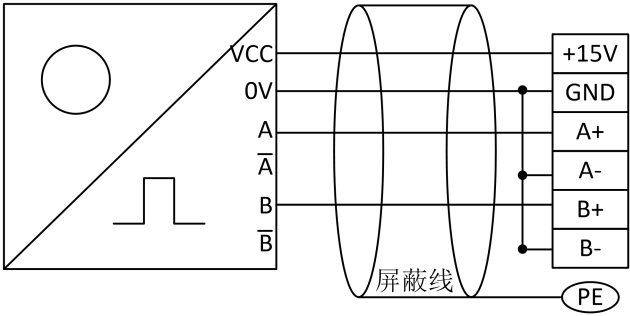 VCC
0V
A
A̅
B
B̅
+15V
GND
A+
A-
B+
B-
屏蔽线
PE